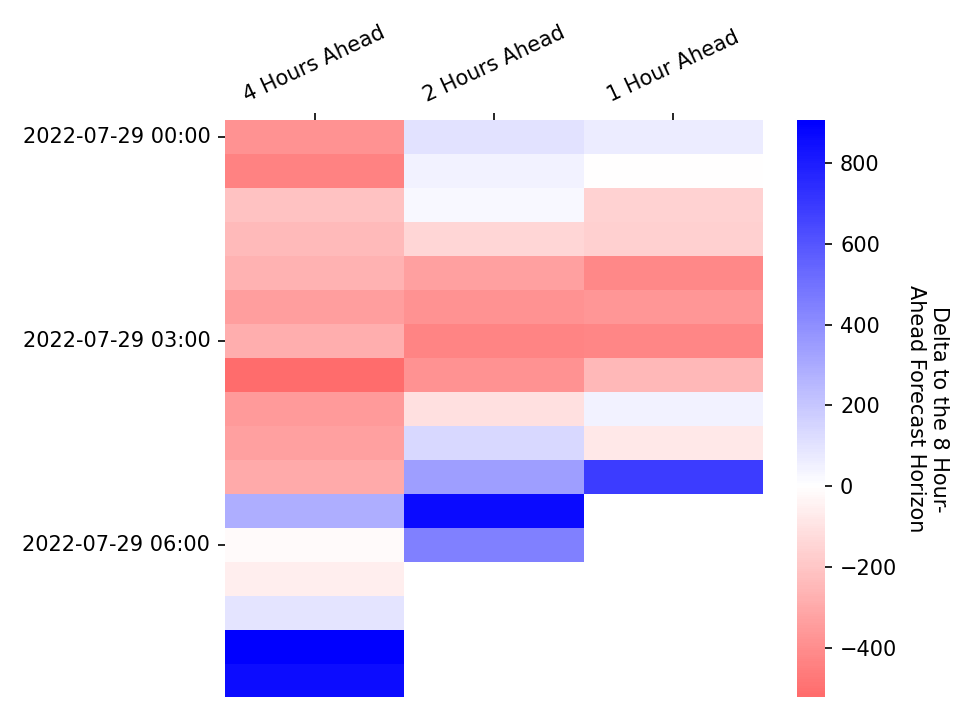 4 Hours Ahead
2 Hours Ahead
1 Hour Ahead
2022-07-29 00:00
2022-07-29 03:00
2022-07-29 06:00
800
600
400
200
0
−200
−400
Delta to the 8 Hour-
Ahead Forecast Horizon